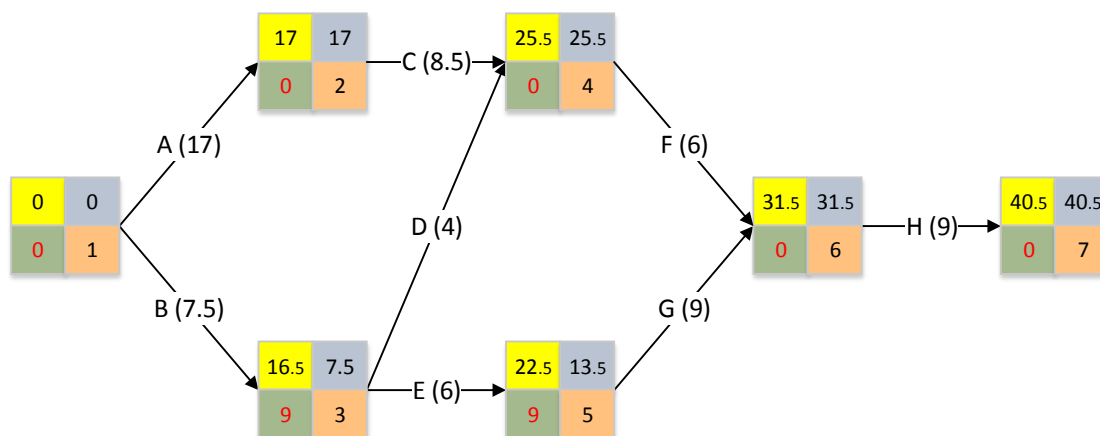 17 17
0 2
C (8.5)
25.5 25.5
0 4
A (17)
F (6)
0 0
0 1
D (4)
31.5 31.5
0 6
H (9)
40.5 40.5
0 7
B (7.5)
G (9)
16.5 7.5
9 3
E (6)
22.5 13.5
9 5